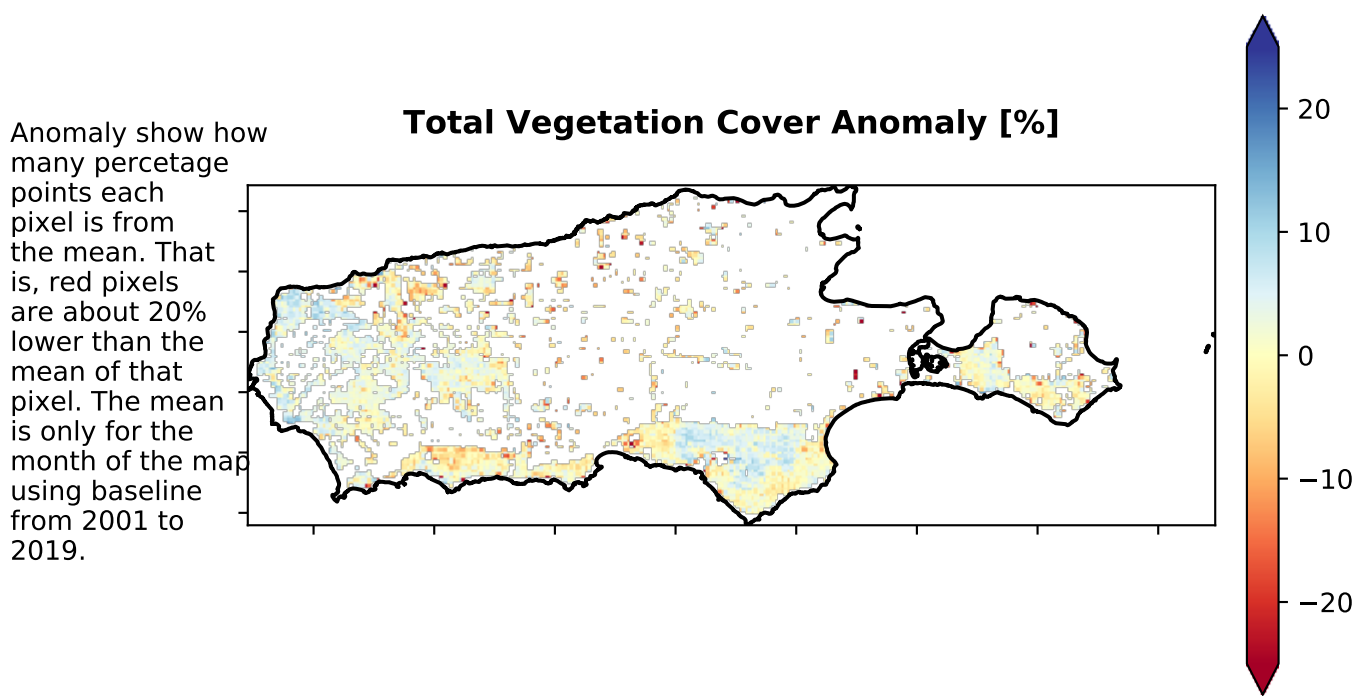 Total Vegetation Cover Anomaly [%]
Anomaly show how
many percetage
points each
pixel is from
the mean. That
is, red pixels
are about 20%
lower than the
mean of that
pixel. The mean
is only for the
month of the map
using baseline
from 2001 to
2019.
20
10
0
−10
−20